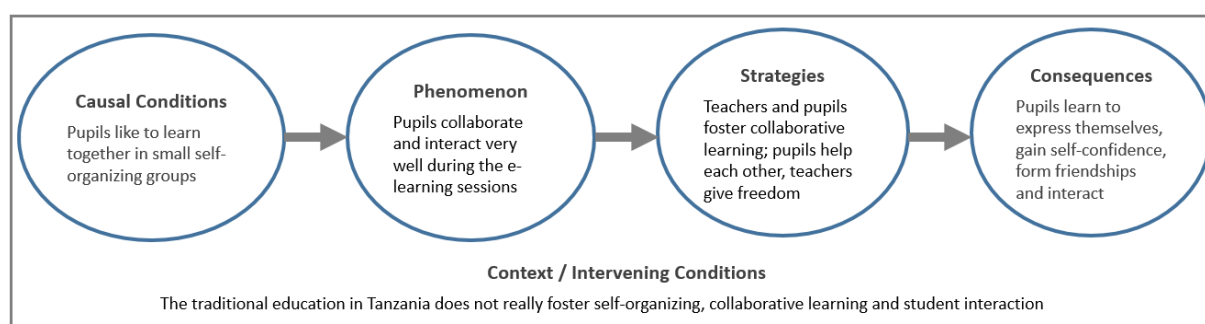 Causal Conditions
Pupils like to learn
together in small self-
organizing groups
Phenomenon
Pupils collaborate
and interact very
well during the e-
learning sessions
Strategies
Teachers and pupils
foster collaborative
learning; pupils help
each other, teachers
give freedom
Consequences
Pupils learn to
express themselves,
gain self-confidence,
form friendships
and interact
Context / Intervening Conditions
The traditional education in Tanzania does not really foster self-organizing, collaborative learning and student interaction